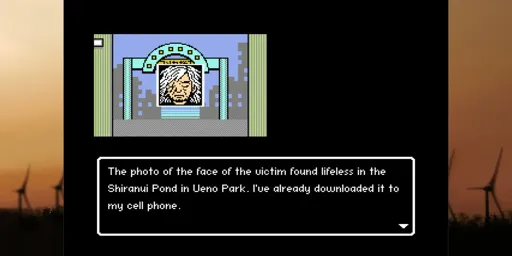 The photo of the face of the victim found lifeless in the
Shiranui Pond in Ueno Park. I've already downloaded it to
my cell phone.